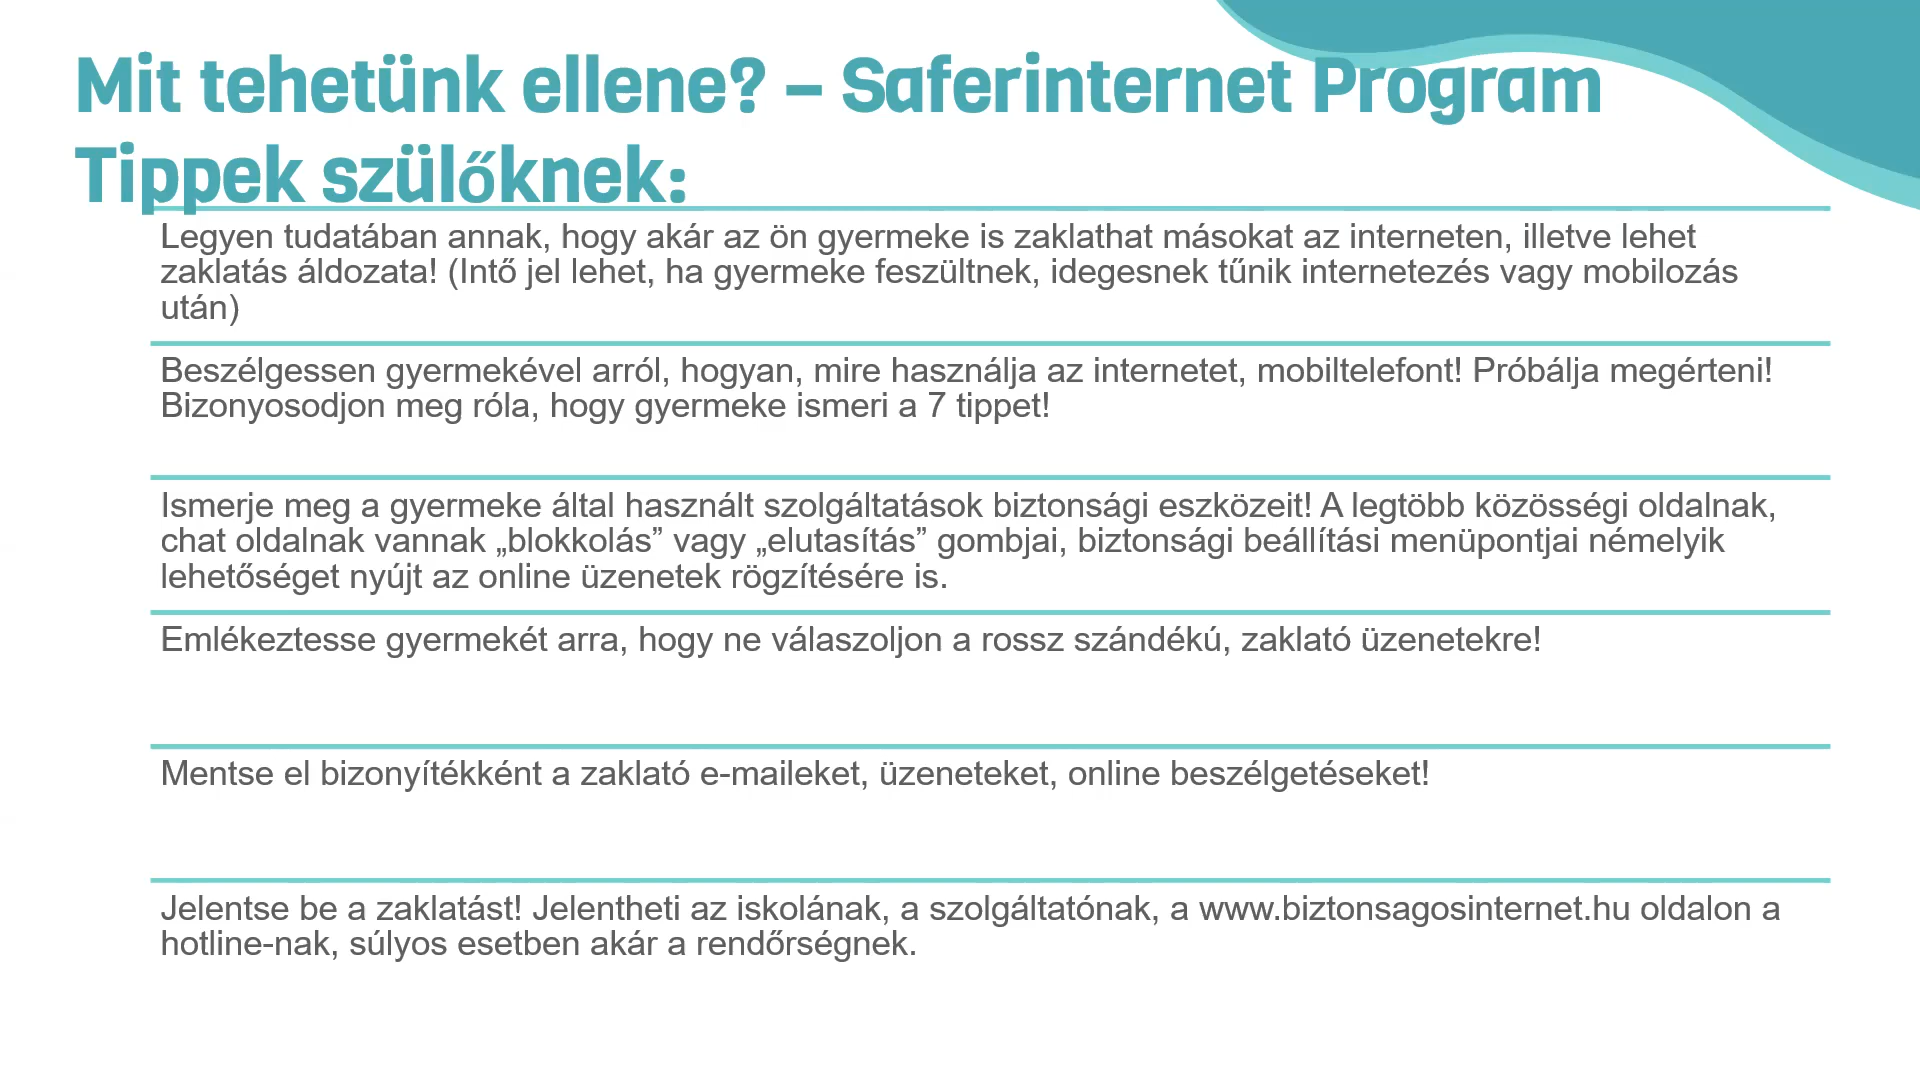 Mit tehetünk ellene? – Saferinternet Program
Tippek szülőknek:
Legyen tudatában annak, hogy akár az ön gyermeke is zaklathat másokat az interneten, illetve lehet
zaklatás áldozata! (Intő jel lehet, ha gyermeke feszültnek, idegesnek tűnik internetezés vagy mobilozás
után)
Beszélgessen gyermekével arról, hogyan, mire használja az internetet, mobiltelefont! Próbálja megérteni!
Bizonyosodjon meg róla, hogy gyermeke ismeri a 7 tippet!
Ismerje meg a gyermeke által használt szolgáltatások biztonsági eszközeit! A legtöbb közösségi oldalnak,
chat oldalnak vannak „blokkolás” vagy „elutasítás” gombjai, biztonsági beállítási menüpontjai némelyik
lehetőséget nyújt az online üzenetek rögzítésére is.
Emlékeztesse gyermekét arra, hogy ne válaszoljon a rossz szándékú, zaklató üzenetekre!
Mentse el bizonyítékként a zaklató e-maileket, üzeneteket, online beszélgetéseket!
Jelentse be a zaklatást! Jelentheti az iskolának, a szolgáltatónak, a www.biztonsagosinternet.hu oldalon a
hotline-nak, súlyos esetben akár a rendőrségnek.